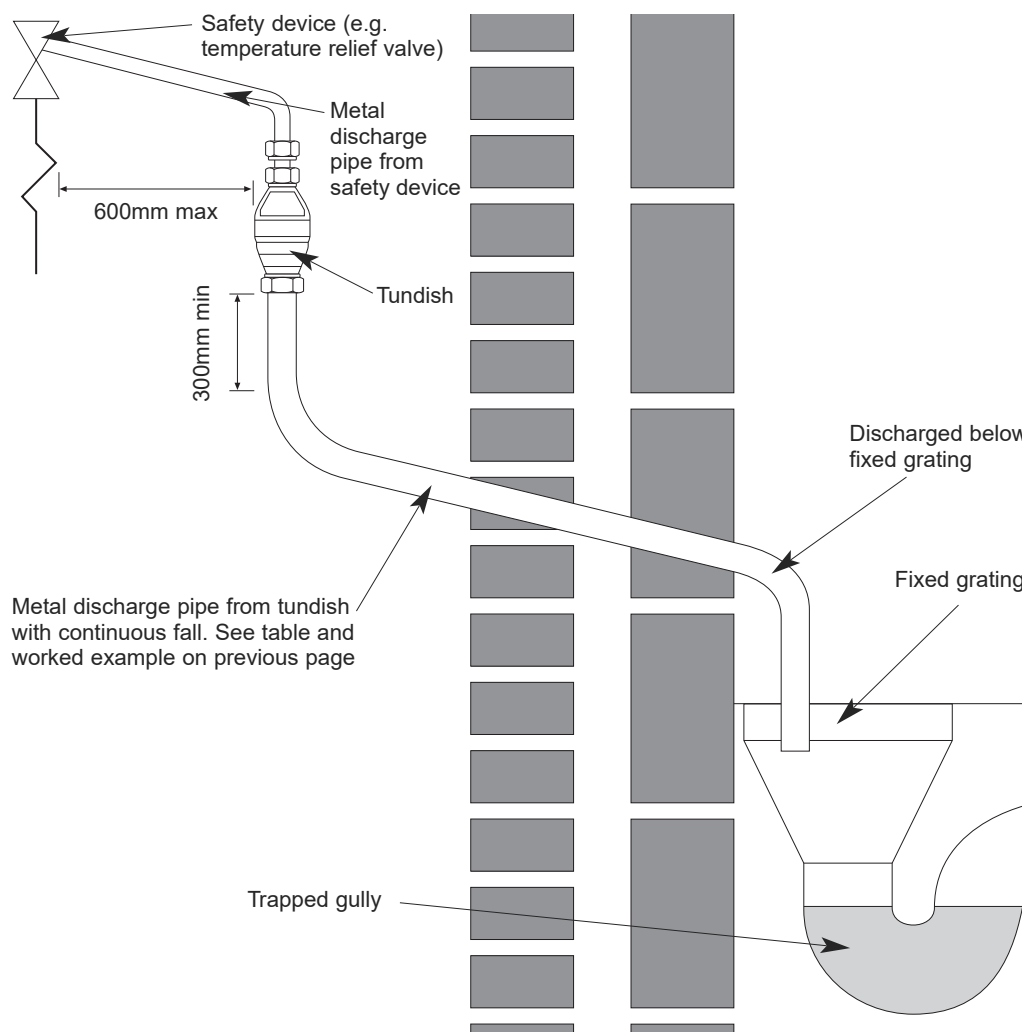 Safety device (e.g.
temperature relief valve)
Metal
discharge
pipe from
safety device
600mm max
Tundish
300mm min
Discharged below
fixed grating
Fixed grating
Metal discharge pipe from tundish
with continuous fall. See table and
worked example on previous page
Trapped gully